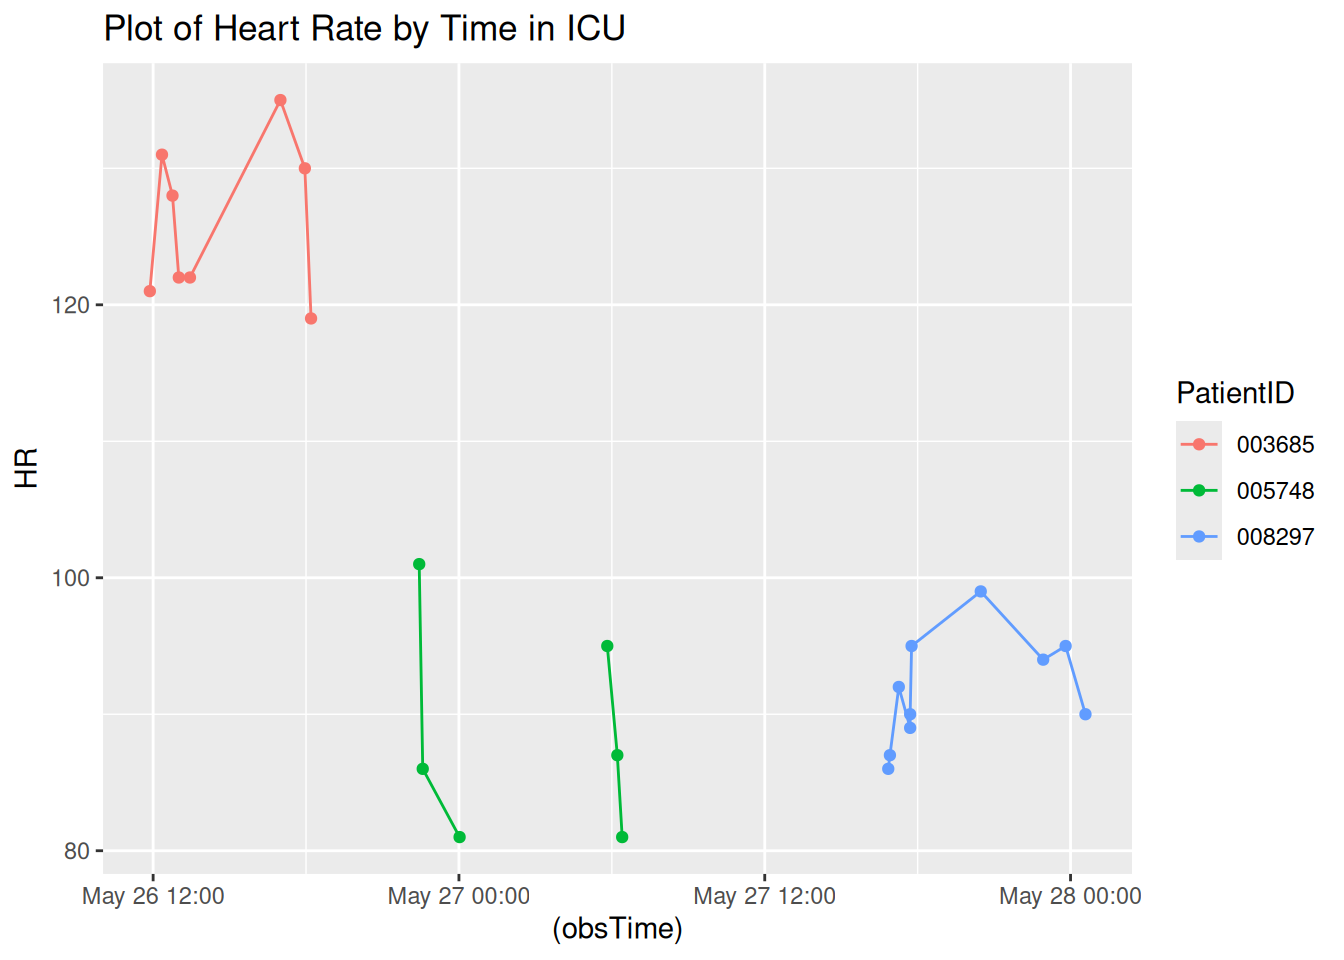 Plot of Heart Rate by Time in ICU
HR
120
100
80
May 26 12:00
May 27 00:00
May 27 12:00
May 28 00:00
(obsTime)
PatientID
003685
005748
008297